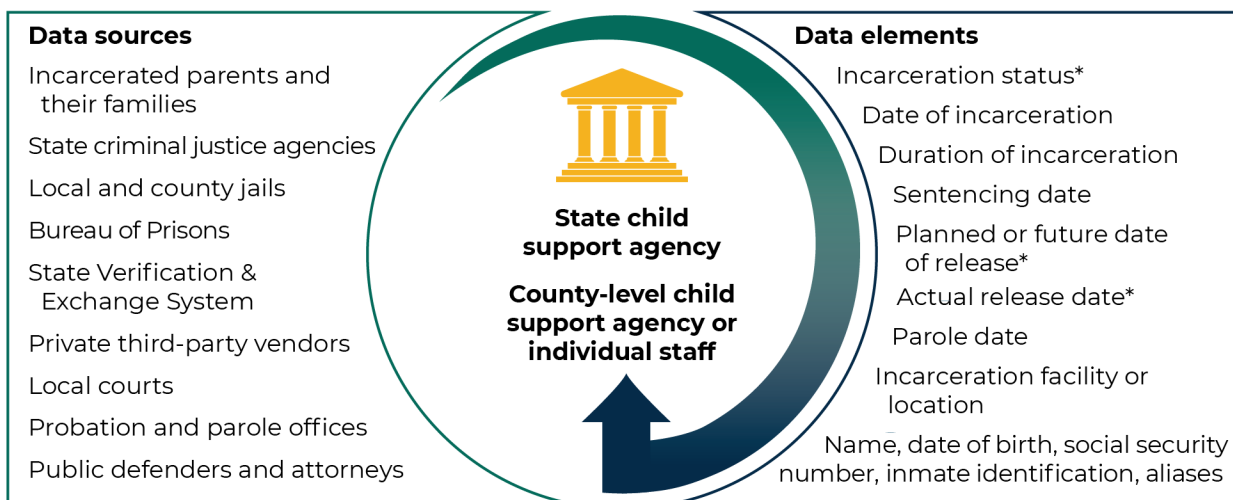 Data sources
Incarcerated parents and
their families
State criminal justice agencies
Local and county jails
Bureau of Prisons
State Verification &
Exchange System
Private third-party vendors
Local courts
Probation and parole offices
Public defenders and attorneys
State child
support agency
County-level child
support agency or
individual staff
Data elements
Incarceration status*
Date of incarceration
Duration of incarceration
Sentencing date
Planned or future date
of release*
Actual release date*
Parole date
Incarceration facility or
location
Name, date of birth, social security
number, inmate identification, aliases